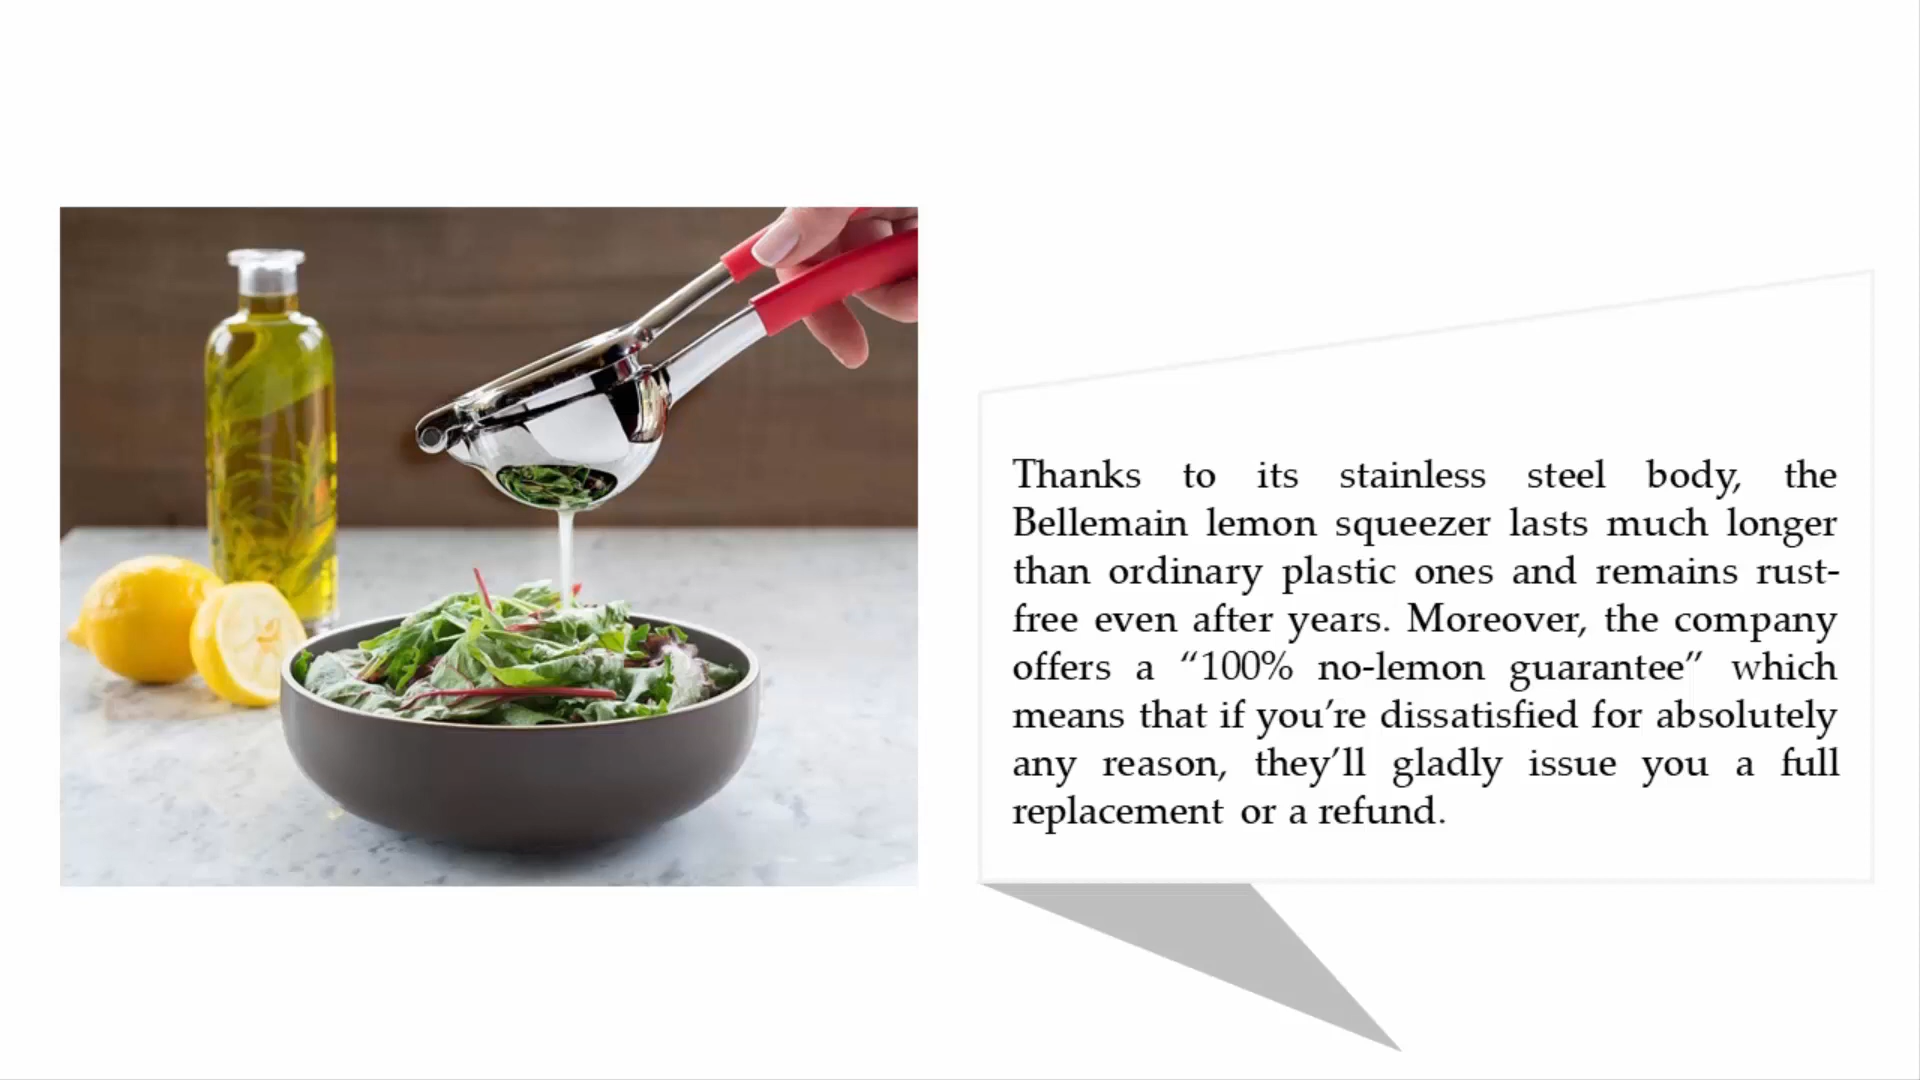 Thanks to its stainless steel body, the
Bellemain lemon squeezer lasts much longer
than ordinary plastic ones and remains rust-
free even after years. Moreover, the company
offers a “100% no-lemon guarantee” which
means that if you’re dissatisfied for absolutely
any reason, they’ll gladly issue you a full
replacement or a refund.